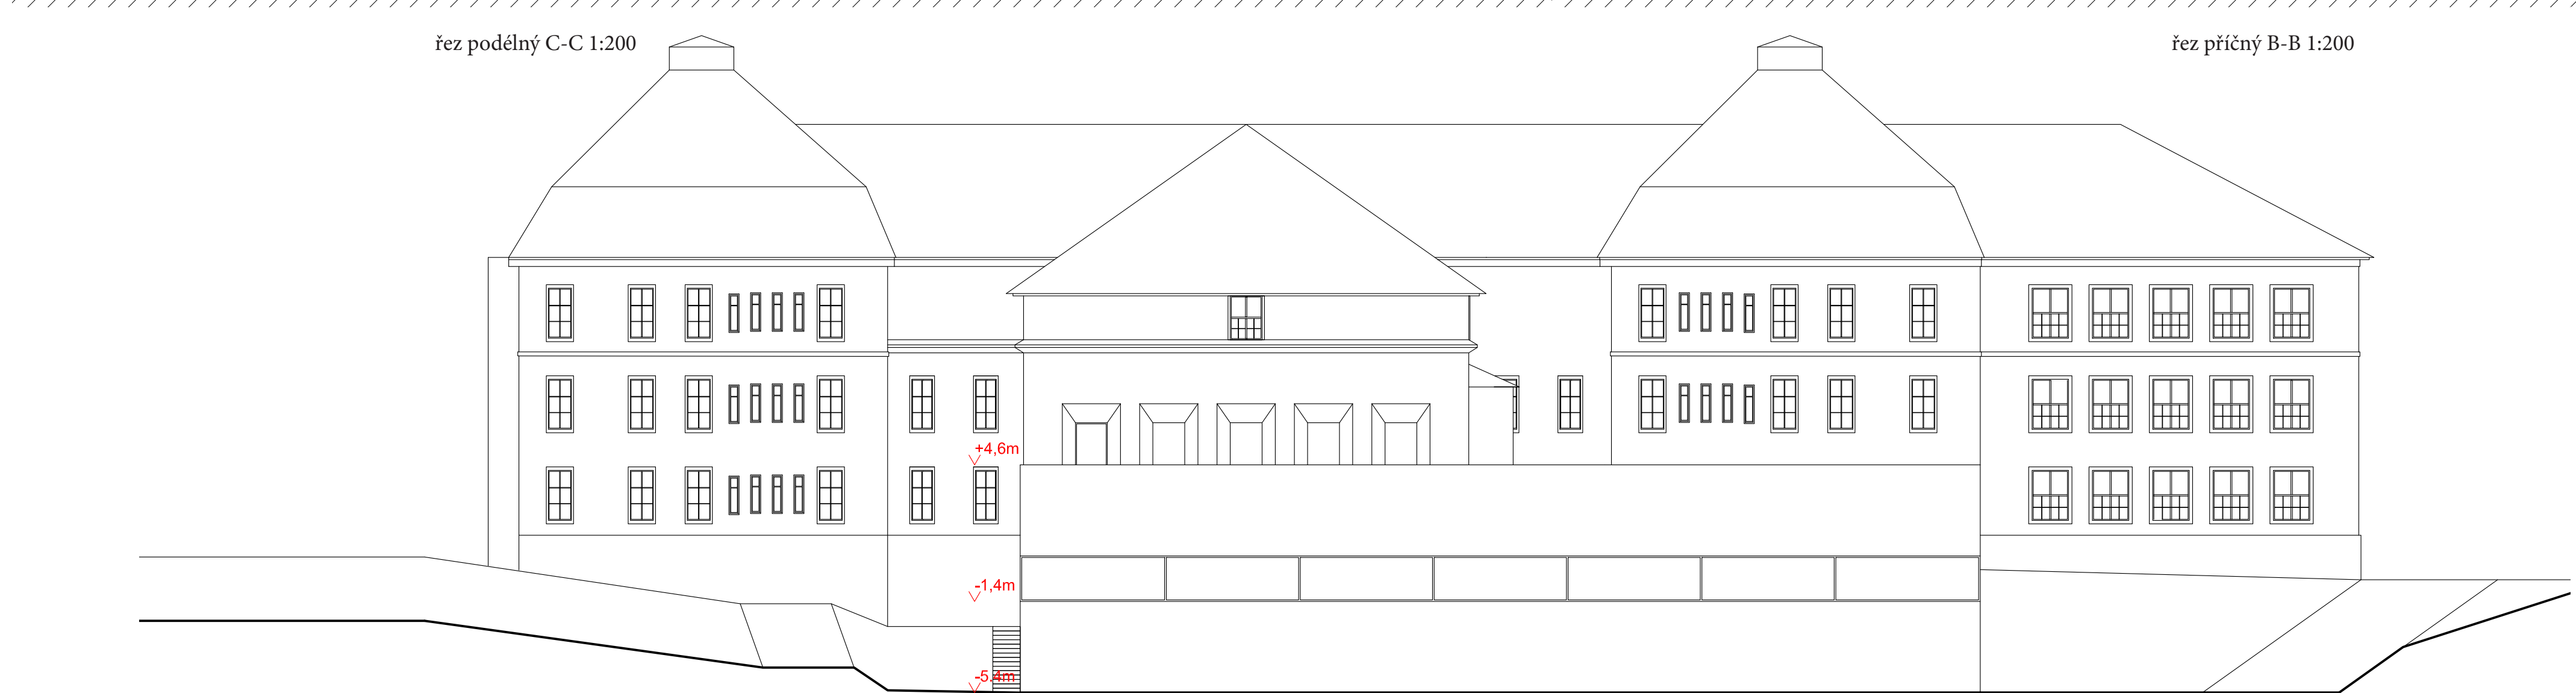 řez podélný C-C 1:200
řez příčný B-B 1:200
+4,6m
-1,4m
-5,4m